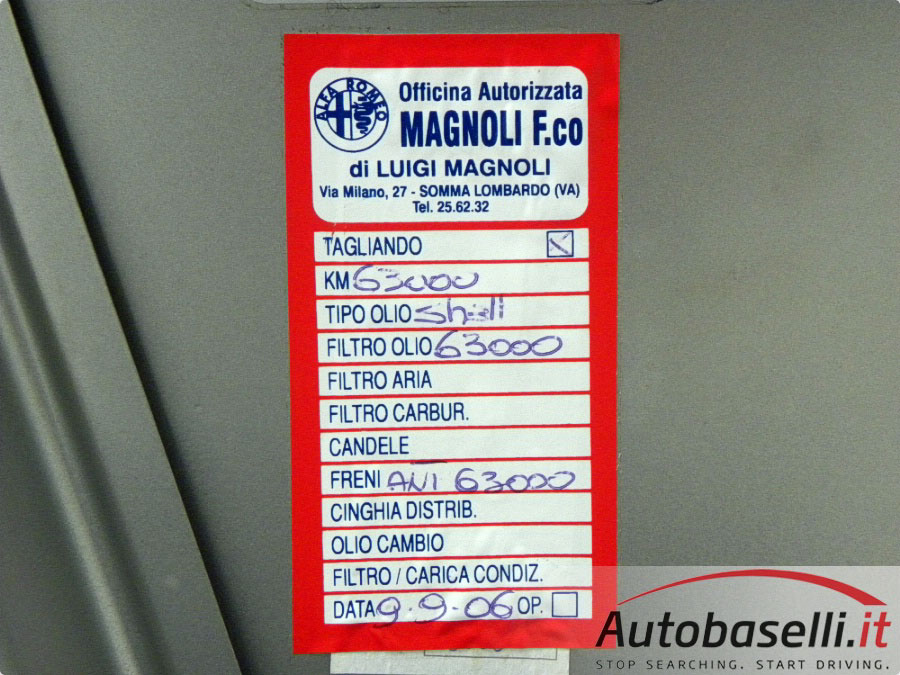 ALFA ROMEO
Officina Autorizzata
MAGNOLI F.co
di LUIGI MAGNOLI
Via Milano, 27 - SOMMA LOMBARDO (VA)
Tel. 25.62.32
TAGLIANDO
KM 63000
TIPO OLIO Shell
FILTRO OLIO 63000
FILTRO ARIA
FILTRO CARBUR.
CANDELE
FRENI ANT 63000
CINGHIA DISTRIB.
OLIO CAMBIO
FILTRO / CARICA CONDIZ.
DATA 9-9-06 OP.
Autobaselli.it
STOP SEARCHING. START DRIVING.